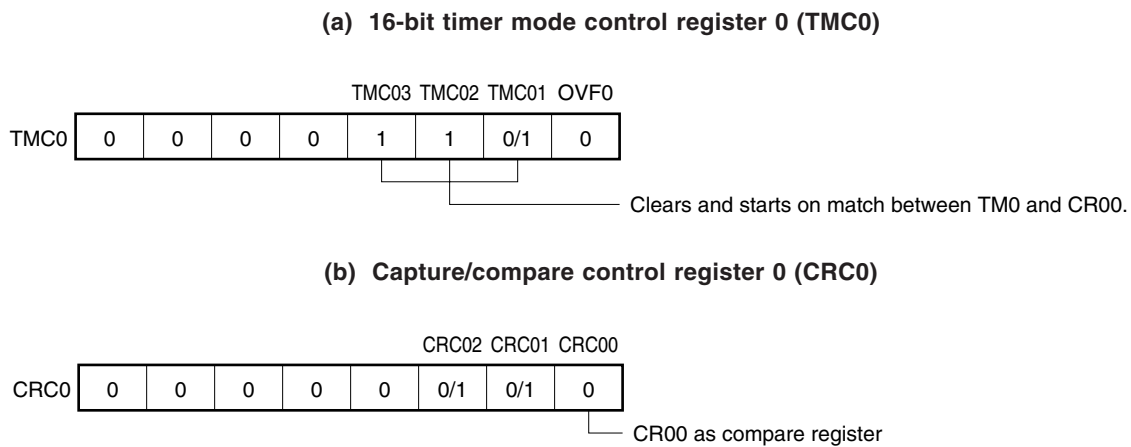 (a) 16-bit timer mode control register 0 (TMC0)
TMC03 TMC02 TMC01 OVF0
TMC0 0 0 0 0 1 1 0/1 0
Clears and starts on match between TM0 and CR00.
(b) Capture/compare control register 0 (CRC0)
CRC02 CRC01 CRC00
CRC0 0 0 0 0 0 0/1 0/1 0
CR00 as compare register